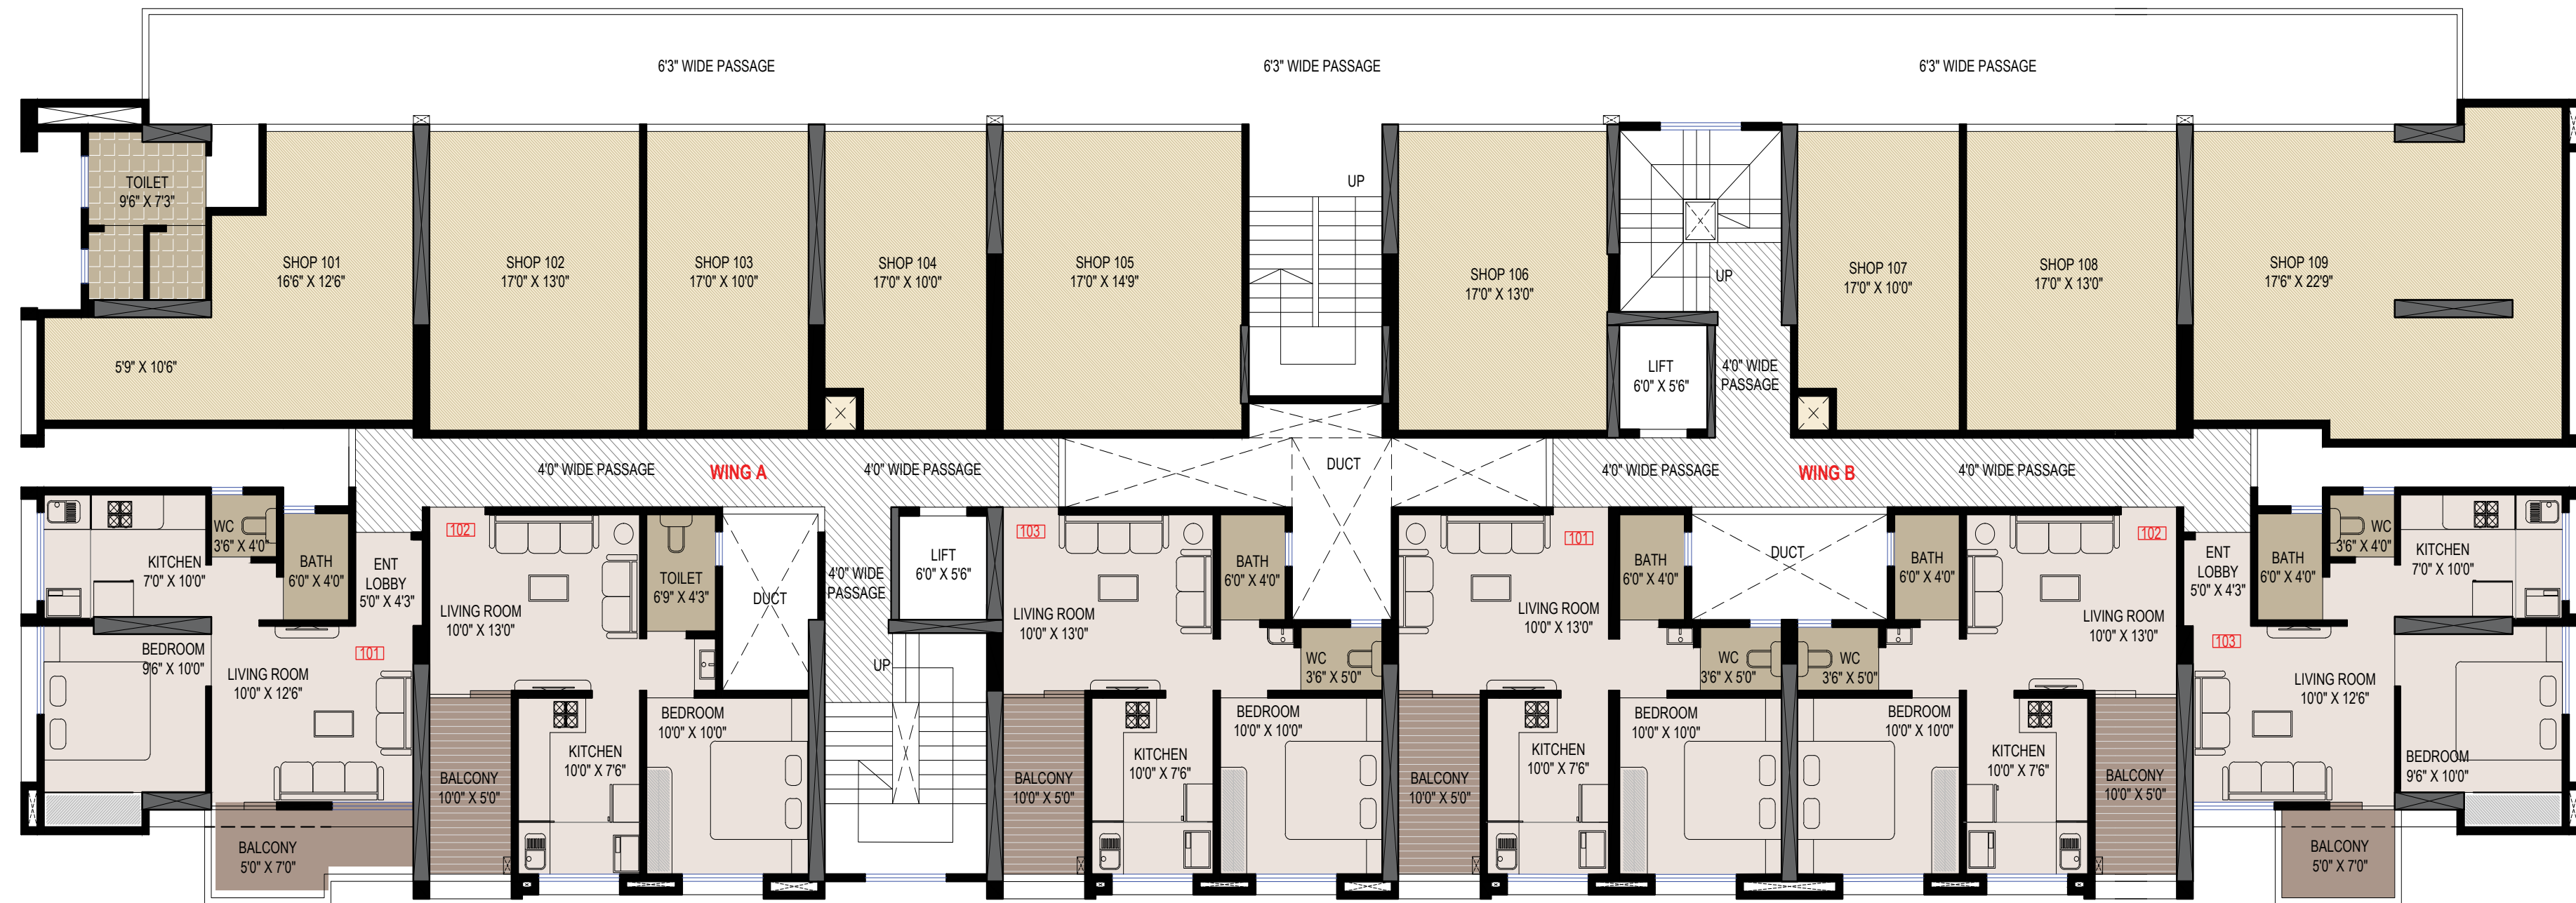 6'3" WIDE PASSAGE
6'3" WIDE PASSAGE
6'3" WIDE PASSAGE
TOILET
9'6" X 7'3"
UP
SHOP 101
16'6" X 12'6"
SHOP 102
17'0" X 13'0"
SHOP 103
17'0" X 10'0"
SHOP 104
17'0" X 10'0"
SHOP 105
17'0" X 14'9"
SHOP 106
17'0" X 13'0"
UP
SHOP 107
17'0" X 10'0"
SHOP 108
17'0" X 13'0"
SHOP 109
17'6" X 22'9"
5'9" X 10'6"
LIFT
6'0" X 5'6"
4'0" WIDE
PASSAGE
4'0" WIDE PASSAGE
WING A
4'0" WIDE PASSAGE
DUCT
4'0" WIDE PASSAGE
WING B
4'0" WIDE PASSAGE
WC
3'6" X 4'0"
KITCHEN
7'0" X 10'0"
BATH
6'0" X 4'0"
ENT
LOBBY
5'0" X 4'3"
BEDROOM
9'6" X 10'0"
101
LIVING ROOM
10'0" X 12'6"
BALCONY
5'0" X 7'0"
102
LIVING ROOM
10'0" X 13'0"
TOILET
6'9" X 4'3"
DUCT
4'0" WIDE
PASSAGE
LIFT
6'0" X 5'6"
UP
BEDROOM
10'0" X 10'0"
KITCHEN
10'0" X 7'6"
BALCONY
10'0" X 5'0"
103
LIVING ROOM
10'0" X 13'0"
BATH
6'0" X 4'0"
WC
3'6" X 5'0"
BEDROOM
10'0" X 10'0"
KITCHEN
10'0" X 7'6"
BALCONY
10'0" X 5'0"
101
LIVING ROOM
10'0" X 13'0"
BATH
6'0" X 4'0"
DUCT
WC
3'6" X 5'0"
BEDROOM
10'0" X 10'0"
KITCHEN
10'0" X 7'6"
BALCONY
10'0" X 5'0"
BATH
6'0" X 4'0"
102
LIVING ROOM
10'0" X 13'0"
WC
3'6" X 5'0"
BEDROOM
10'0" X 10'0"
KITCHEN
10'0" X 7'6"
BALCONY
10'0" X 5'0"
ENT
LOBBY
5'0" X 4'3"
BATH
6'0" X 4'0"
WC
3'6" X 4'0"
KITCHEN
7'0" X 10'0"
103
LIVING ROOM
10'0" X 12'6"
BEDROOM
9'6" X 10'0"
BALCONY
5'0" X 7'0"